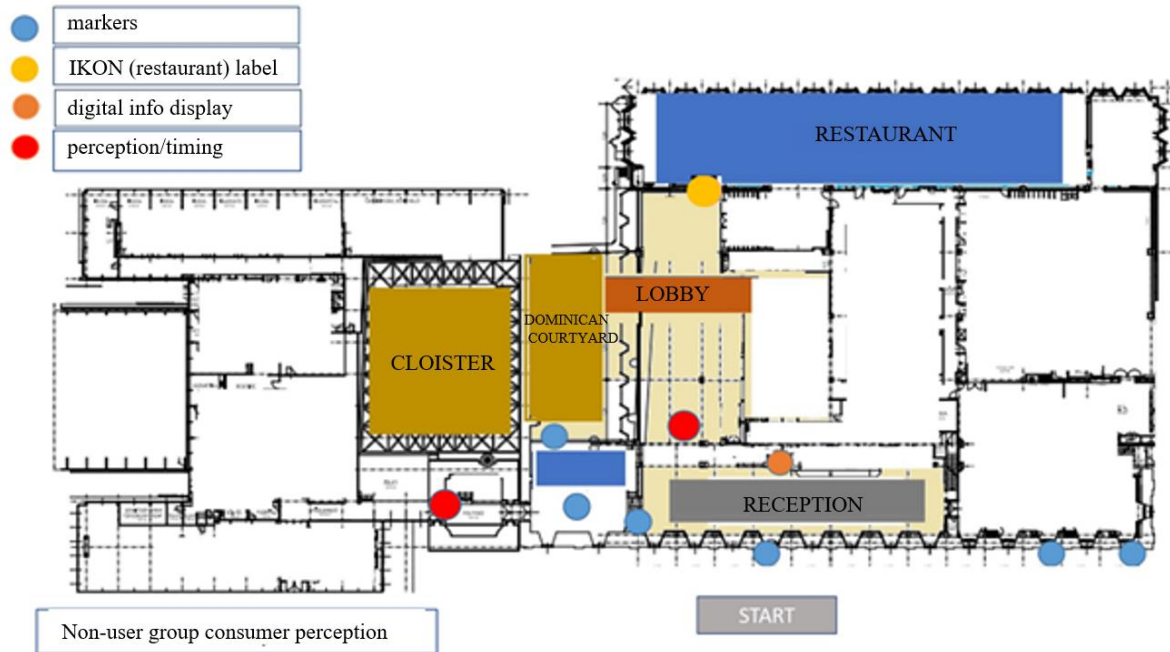 markers
IKON (restaurant) label
digital info display
perception/timing
RESTAURANT
LOBBY
DOMINICAN
COURTYARD
CLOISTER
RECEPTION
START
Non-user group consumer perception